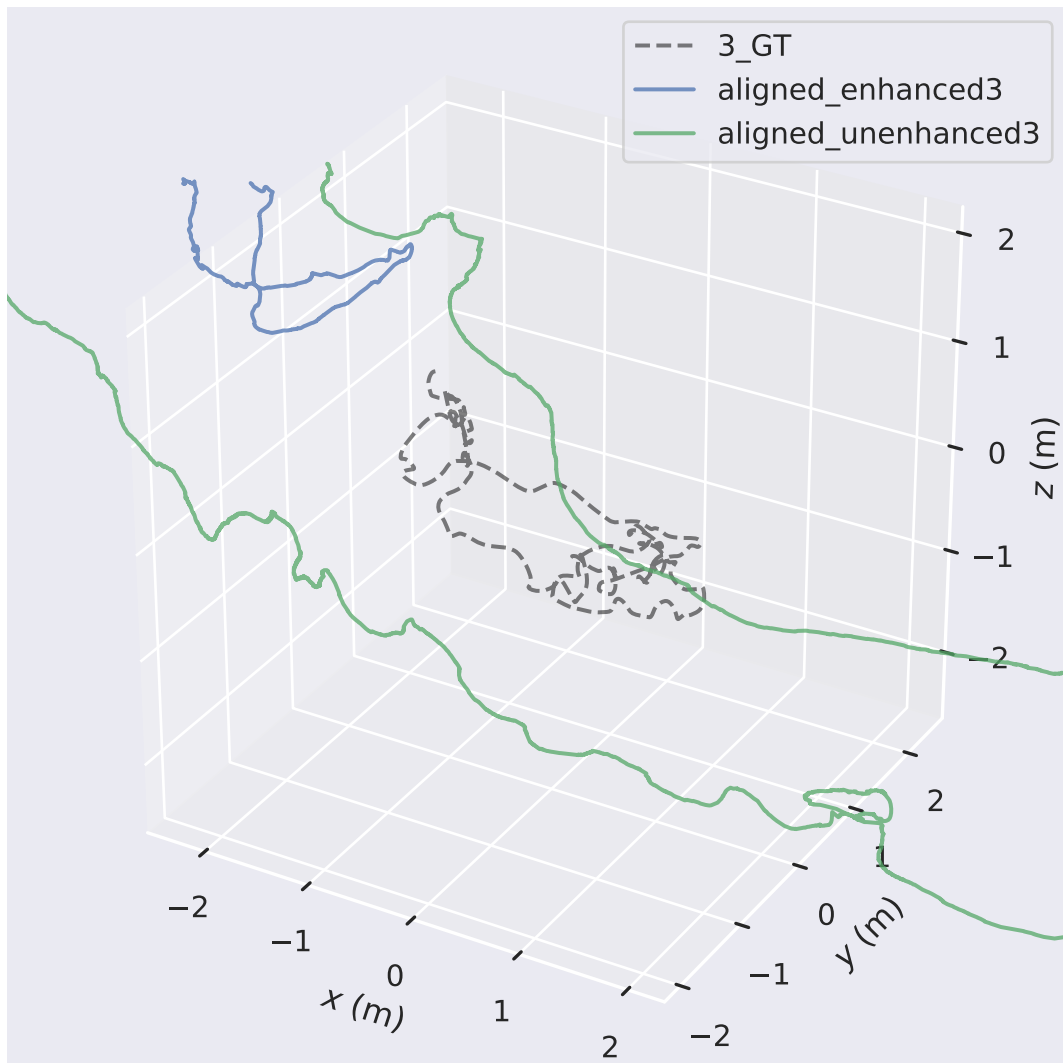 3_GT
aligned_enhanced3
aligned_unenhanced3
2
1
0
−1
−2
z (m)
2
1
0
−1
−2
y (m)
−2
−1
0
1
2
x (m)